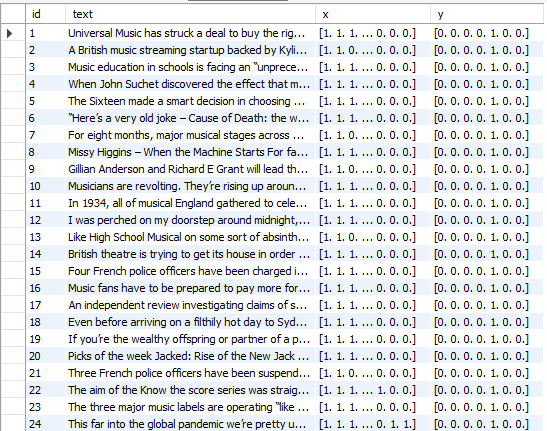 id text x y
1 Universal Music has struck a deal to buy the rig... [1. 1. 1. ... 0. 0. 0.] [0. 0. 0. 0. 1. 0. 0.]
2 A British music streaming startup backed by Kyli... [1. 1. 0. ... 0. 0. 0.] [0. 0. 0. 0. 1. 0. 0.]
3 Music education in schools is facing an “unprece... [1. 1. 1. ... 0. 0. 0.] [0. 0. 0. 0. 1. 0. 0.]
4 When John Suchet discovered the effect that m... [1. 1. 1. ... 0. 0. 0.] [0. 0. 0. 0. 1. 0. 0.]
5 The Sixteen made a smart decision in choosing ... [1. 1. 1. ... 0. 0. 0.] [0. 0. 0. 0. 1. 0. 0.]
6 “Here’s a very old joke – Cause of Death: the w... [1. 1. 1. ... 0. 0. 0.] [0. 0. 0. 0. 1. 0. 0.]
7 For eight months, major musical stages across ... [1. 1. 0. ... 0. 0. 0.] [0. 0. 0. 0. 1. 0. 0.]
8 Missy Higgins – When the Machine Starts For fa... [1. 1. 1. ... 0. 0. 0.] [0. 0. 0. 0. 1. 0. 0.]
9 Gillian Anderson and Richard E Grant will lead th... [1. 1. 0. ... 0. 0. 0.] [0. 0. 0. 0. 1. 0. 0.]
10 Musicians are revolting. They’re rising up aroun... [1. 1. 1. ... 0. 0. 0.] [0. 0. 0. 0. 1. 0. 0.]
11 In 1934, all of musical England gathered to cele... [1. 1. 1. ... 0. 0. 0.] [0. 0. 0. 0. 1. 0. 0.]
12 I was perched on my doorstep around midnight,... [1. 1. 1. ... 0. 0. 0.] [0. 0. 0. 0. 1. 0. 0.]
13 Like High School Musical on some sort of absinth... [1. 1. 0. ... 0. 0. 0.] [0. 0. 0. 0. 1. 0. 0.]
14 British theatre is trying to get its house in order ... [1. 1. 1. ... 0. 0. 0.] [0. 0. 0. 0. 1. 0. 0.]
15 Four French police officers have been charged i... [1. 1. 1. ... 0. 0. 0.] [0. 0. 0. 0. 1. 0. 0.]
16 Music fans have to be prepared to pay more for... [1. 1. 1. ... 0. 0. 0.] [0. 0. 0. 0. 1. 0. 0.]
17 An independent review investigating claims of s... [1. 1. 1. ... 0. 0. 0.] [0. 0. 0. 0. 1. 0. 0.]
18 Even before arriving on a filthily hot day to Syd... [1. 1. 1. ... 0. 0. 0.] [0. 0. 0. 0. 1. 0. 0.]
19 If you’re the wealthy offspring or partner of a p... [1. 1. 1. ... 0. 0. 0.] [0. 0. 0. 0. 1. 0. 0.]
20 Picks of the week Jacked: Rise of the New Jack ... [1. 1. 1. ... 0. 0. 0.] [0. 0. 0. 0. 1. 0. 0.]
21 Three French police officers have been suspend... [1. 1. 0. ... 0. 0. 0.] [0. 0. 0. 0. 1. 0. 0.]
22 The aim of the Know the score series was straig... [1. 1. 1. ... 1. 0. 0.] [0. 0. 0. 0. 1. 0. 0.]
23 The three major music labels are operating “like ... [1. 1. 1. ... 0. 0. 0.] [0. 0. 0. 0. 1. 0. 0.]
24 This far into the global pandemic we’re pretty u... [1. 1. 1. ... 0. 1. 1.] [0. 0. 0. 0. 1. 0. 0.]